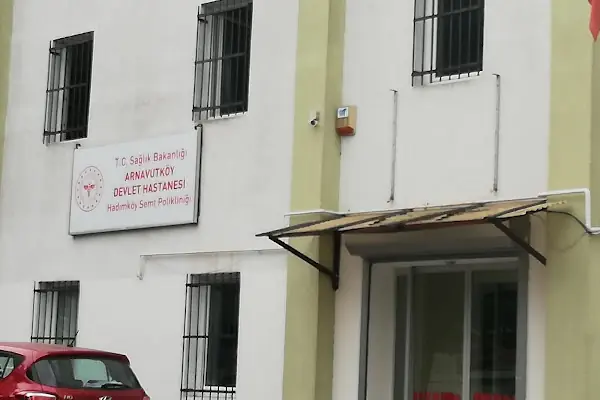 T.C. Sağlık Bakanlığı
ARNAVUTKÖY
DEVLET HASTANESİ
Hadımköy Semt Polikliniği